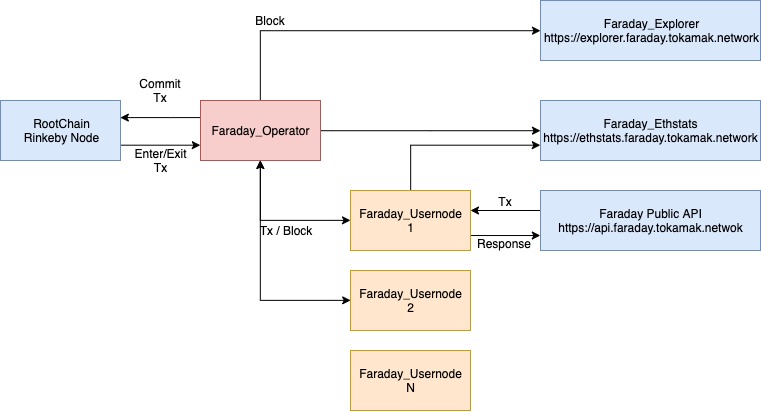 Block
Faraday_Explorer
https://explorer.faraday.tokamak.network
Commit
Tx
RootChain
Rinkeby Node
Faraday_Operator
Faraday_Ethstats
https://ethstats.faraday.tokamak.network
Enter/Exit
Tx
Faraday_Usernode
1
Tx
Faraday Public API
https://api.faraday.tokamak.netwok
Tx / Block
Response
Faraday_Usernode
2
Faraday_Usernode
N